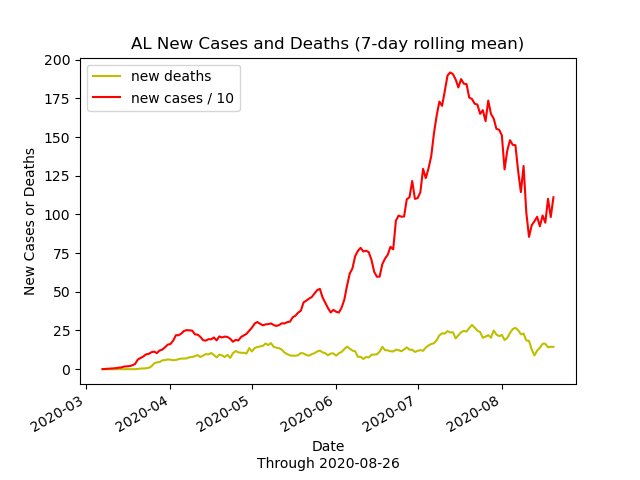 AL New Cases and Deaths (7-day rolling mean)
new deaths
new cases / 10
200
175
150
125
100
75
50
25
0
New Cases or Deaths
2020-03
2020-04
2020-05
2020-06
2020-07
2020-08
Date
Through 2020-08-26